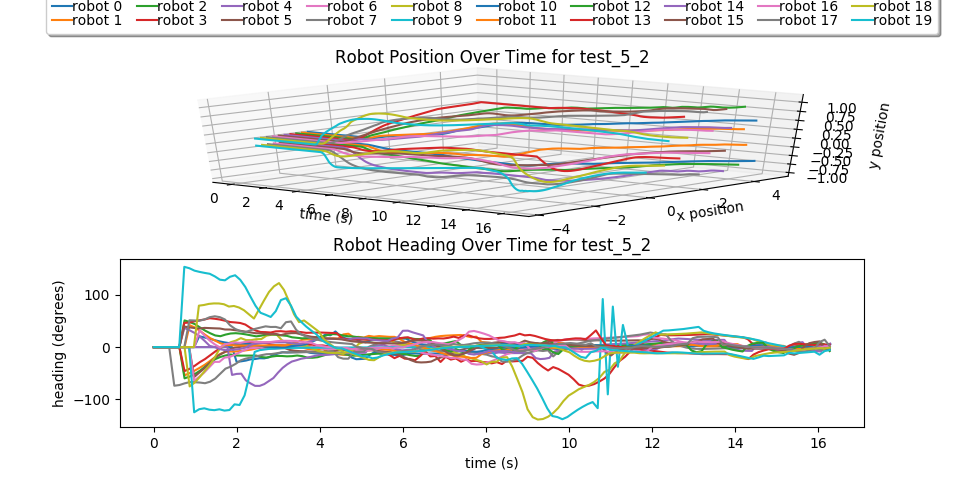 robot 0 robot 2 robot 4 robot 6 robot 8 robot 10 robot 12 robot 14 robot 16 robot 18
robot 1 robot 3 robot 5 robot 7 robot 9 robot 11 robot 13 robot 15 robot 17 robot 19
Robot Position Over Time for test_5_2
1.00
0.75
0.50
0.25
0.00
−0.25
−0.50
−0.75
−1.00
y position
0 2 4 6 8 10 12 14 16
time (s)
−4 −2 0 2 4
x position
Robot Heading Over Time for test_5_2
100
0
−100
heading (degrees)
0 2 4 6 8 10 12 14 16
time (s)